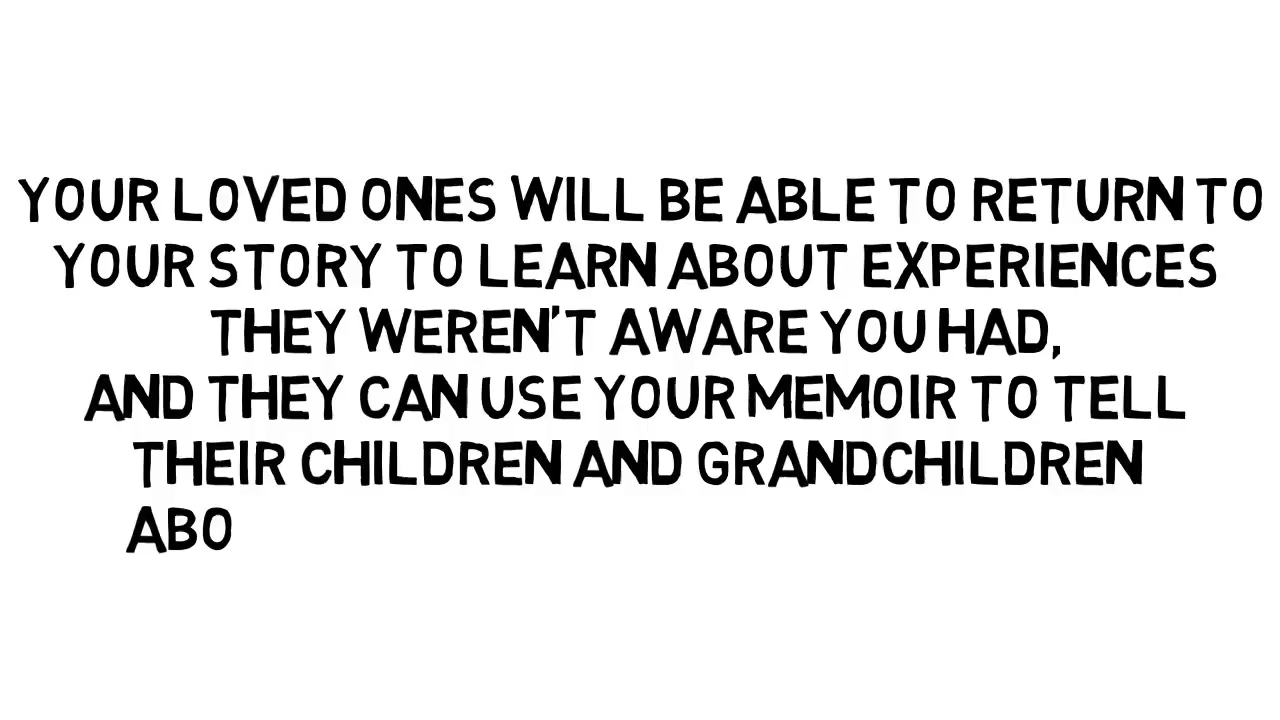 YOUR LOVED ONES WILL BE ABLE TO RETURN TO
YOUR STORY TO LEARN ABOUT EXPERIENCES
THEY WEREN'T AWARE YOU HAD,
AND THEY CAN USE YOUR MEMOIR TO TELL
THEIR CHILDREN AND GRANDCHILDREN
ABO